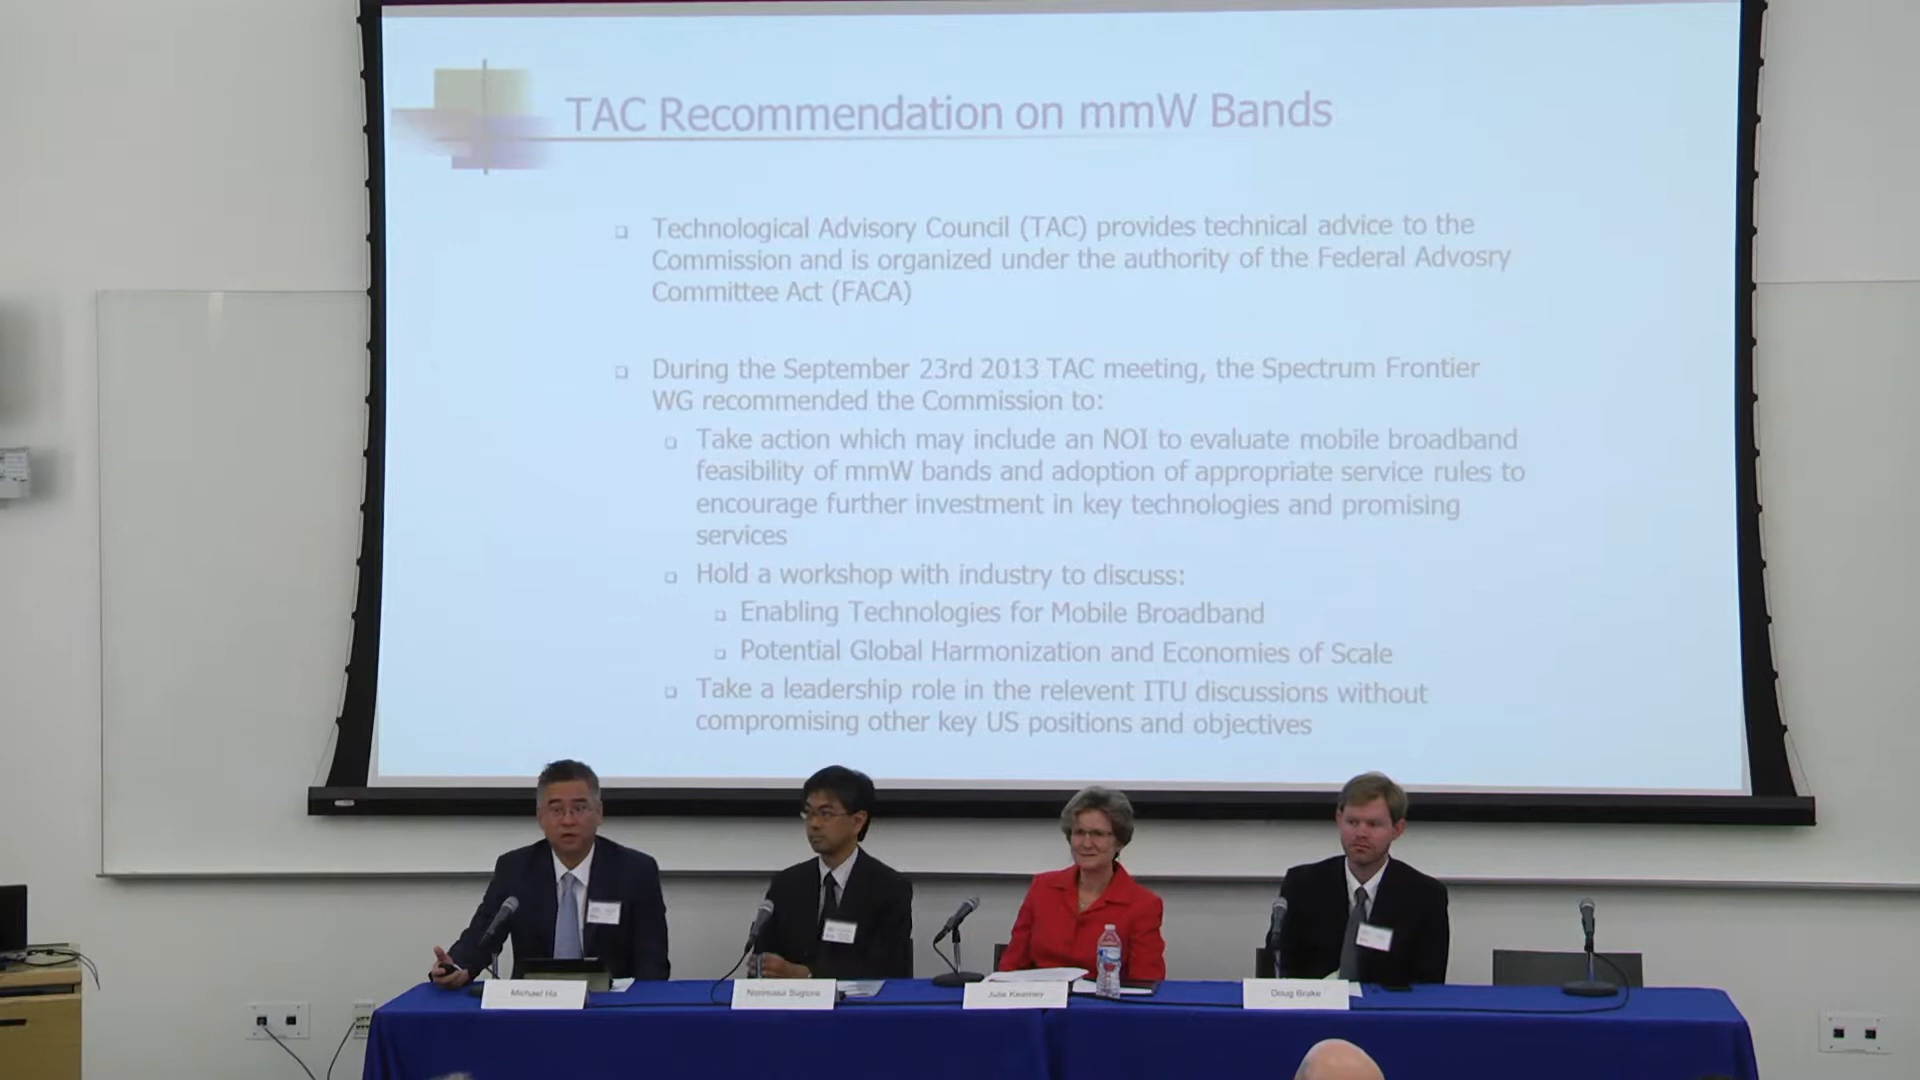 TAC Recommendation on mmW Bands
Technological Advisory Council (TAC) provides technical advice to the
Commission and is organized under the authority of the Federal Advosry
Committee Act (FACA)
During the September 23rd 2013 TAC meeting, the Spectrum Frontier
WG recommended the Commission to:
Take action which may include an NOI to evaluate mobile broadband
feasibility of mmW bands and adoption of appropriate service rules to
encourage further investment in key technologies and promising
services
Hold a workshop with industry to discuss:
Enabling Technologies for Mobile Broadband
Potential Global Harmonization and Economies of Scale
Take a leadership role in the relevent ITU discussions without
compromising other key US positions and objectives
Michael Ha
Norimasa Sugiura
Julie Kearney
Doug Brake